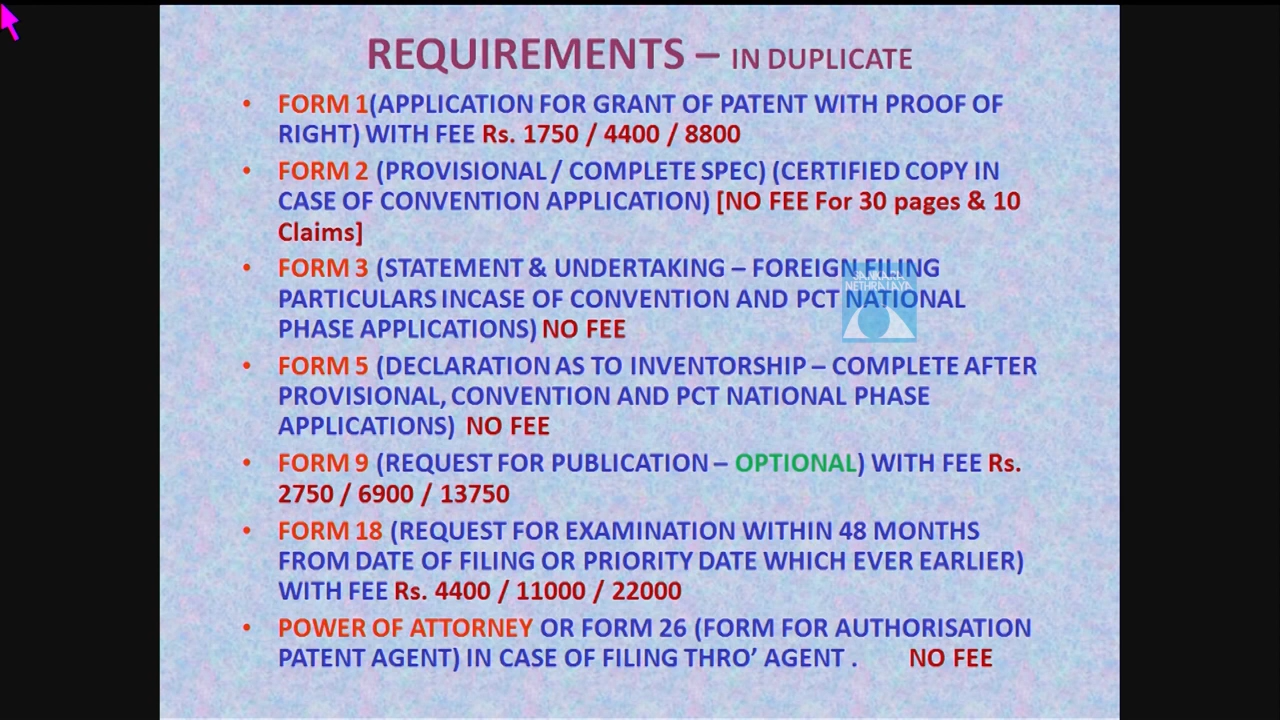 REQUIREMENTS – IN DUPLICATE
• FORM 1(APPLICATION FOR GRANT OF PATENT WITH PROOF OF
RIGHT) WITH FEE Rs. 1750 / 4400 / 8800
• FORM 2 (PROVISIONAL / COMPLETE SPEC) (CERTIFIED COPY IN
CASE OF CONVENTION APPLICATION) [NO FEE For 30 pages & 10
Claims]
• FORM 3 (STATEMENT & UNDERTAKING – FOREIGN FILING
PARTICULARS INCASE OF CONVENTION AND PCT NATIONAL
PHASE APPLICATIONS) NO FEE
SANKARA
NETHRALAYA
• FORM 5 (DECLARATION AS TO INVENTORSHIP – COMPLETE AFTER
PROVISIONAL, CONVENTION AND PCT NATIONAL PHASE
APPLICATIONS) NO FEE
• FORM 9 (REQUEST FOR PUBLICATION – OPTIONAL) WITH FEE Rs.
2750 / 6900 / 13750
• FORM 18 (REQUEST FOR EXAMINATION WITHIN 48 MONTHS
FROM DATE OF FILING OR PRIORITY DATE WHICH EVER EARLIER)
WITH FEE Rs. 4400 / 11000 / 22000
• POWER OF ATTORNEY OR FORM 26 (FORM FOR AUTHORISATION
PATENT AGENT) IN CASE OF FILING THRO’ AGENT . NO FEE